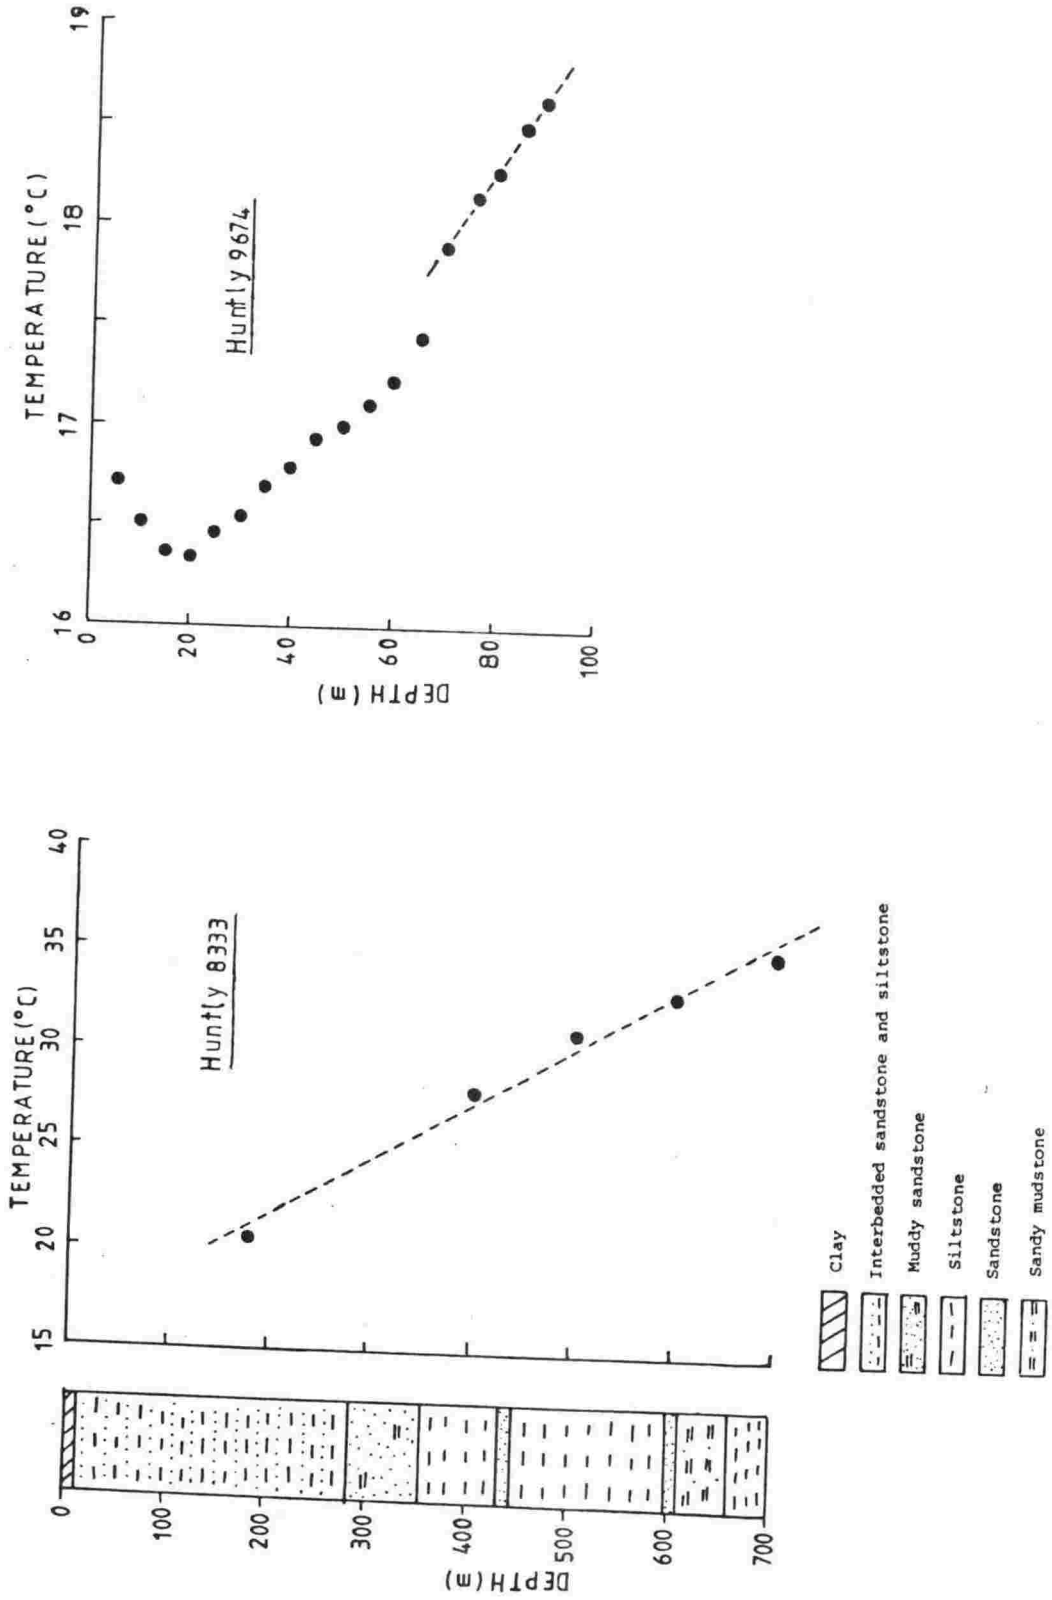 TEMPERATURE (°C)
15 20 25 30 35 40
Huntly 8333
0
100
200
300
400
500
600
700
DEPTH (m)
Clay
Interbedded sandstone and siltstone
Muddy sandstone
Siltstone
Sandstone
Sandy mudstone
TEMPERATURE (°C)
16 17 18 19
Huntly 9674
0
20
40
60
80
100
DEPTH (m)